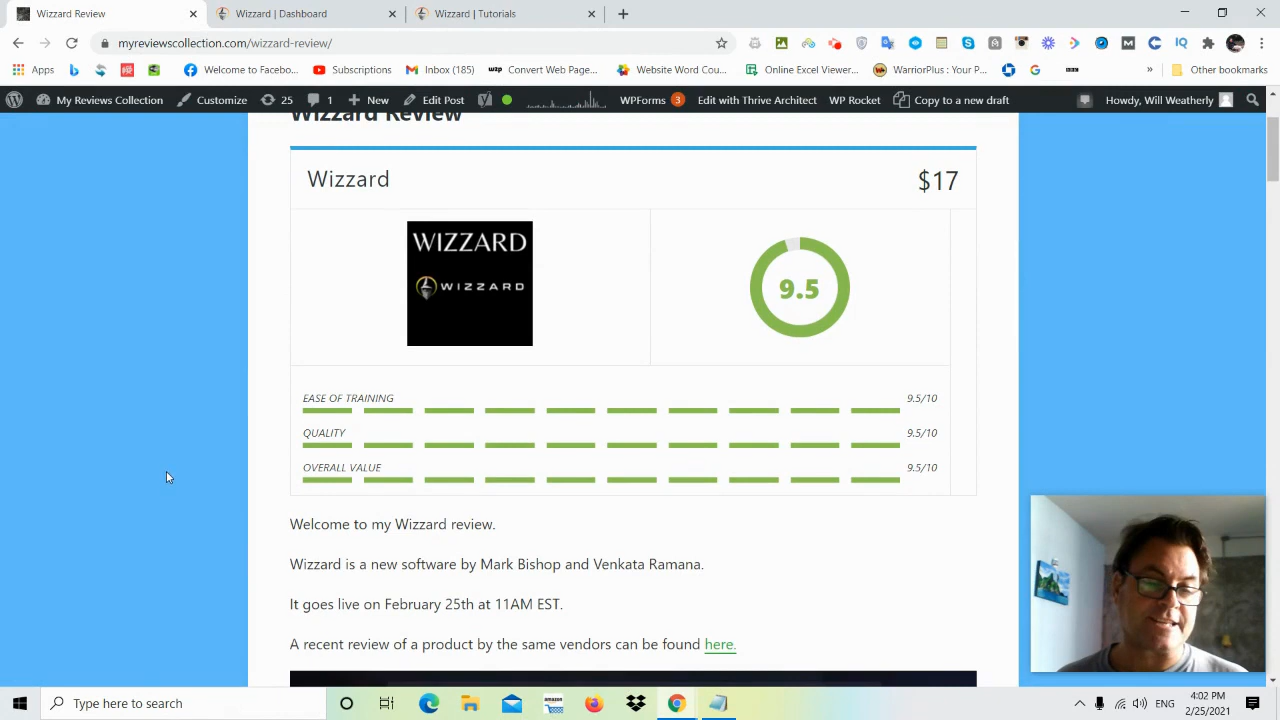 Wizzard Review
Wizzard | Dashboard
Wizzard | Tutorials
myreviewscollection.com/wizzard-review/
Apps
Welcome to Facebo...
Subscriptions
Inbox (185)
Convert Web Page...
Website Word Cou...
Online Excel Viewer...
WarriorPlus : Your P...
»
Other bookmarks
My Reviews Collection
Customize
25
1
New
Edit Post
WPForms 3
Edit with Thrive Architect
WP Rocket
Copy to a new draft
Howdy, Will Weatherly
Wizzard Review
Wizzard
$17
WIZZARD
WIZZARD
9.5
EASE OF TRAINING 9.5/10
QUALITY 9.5/10
OVERALL VALUE 9.5/10
Welcome to my Wizzard review.
Wizzard is a new software by Mark Bishop and Venkata Ramana.
It goes live on February 25th at 11AM EST.
A recent review of a product by the same vendors can be found here.
Type here to search
amazon
ENG
4:02 PM
2/25/2021